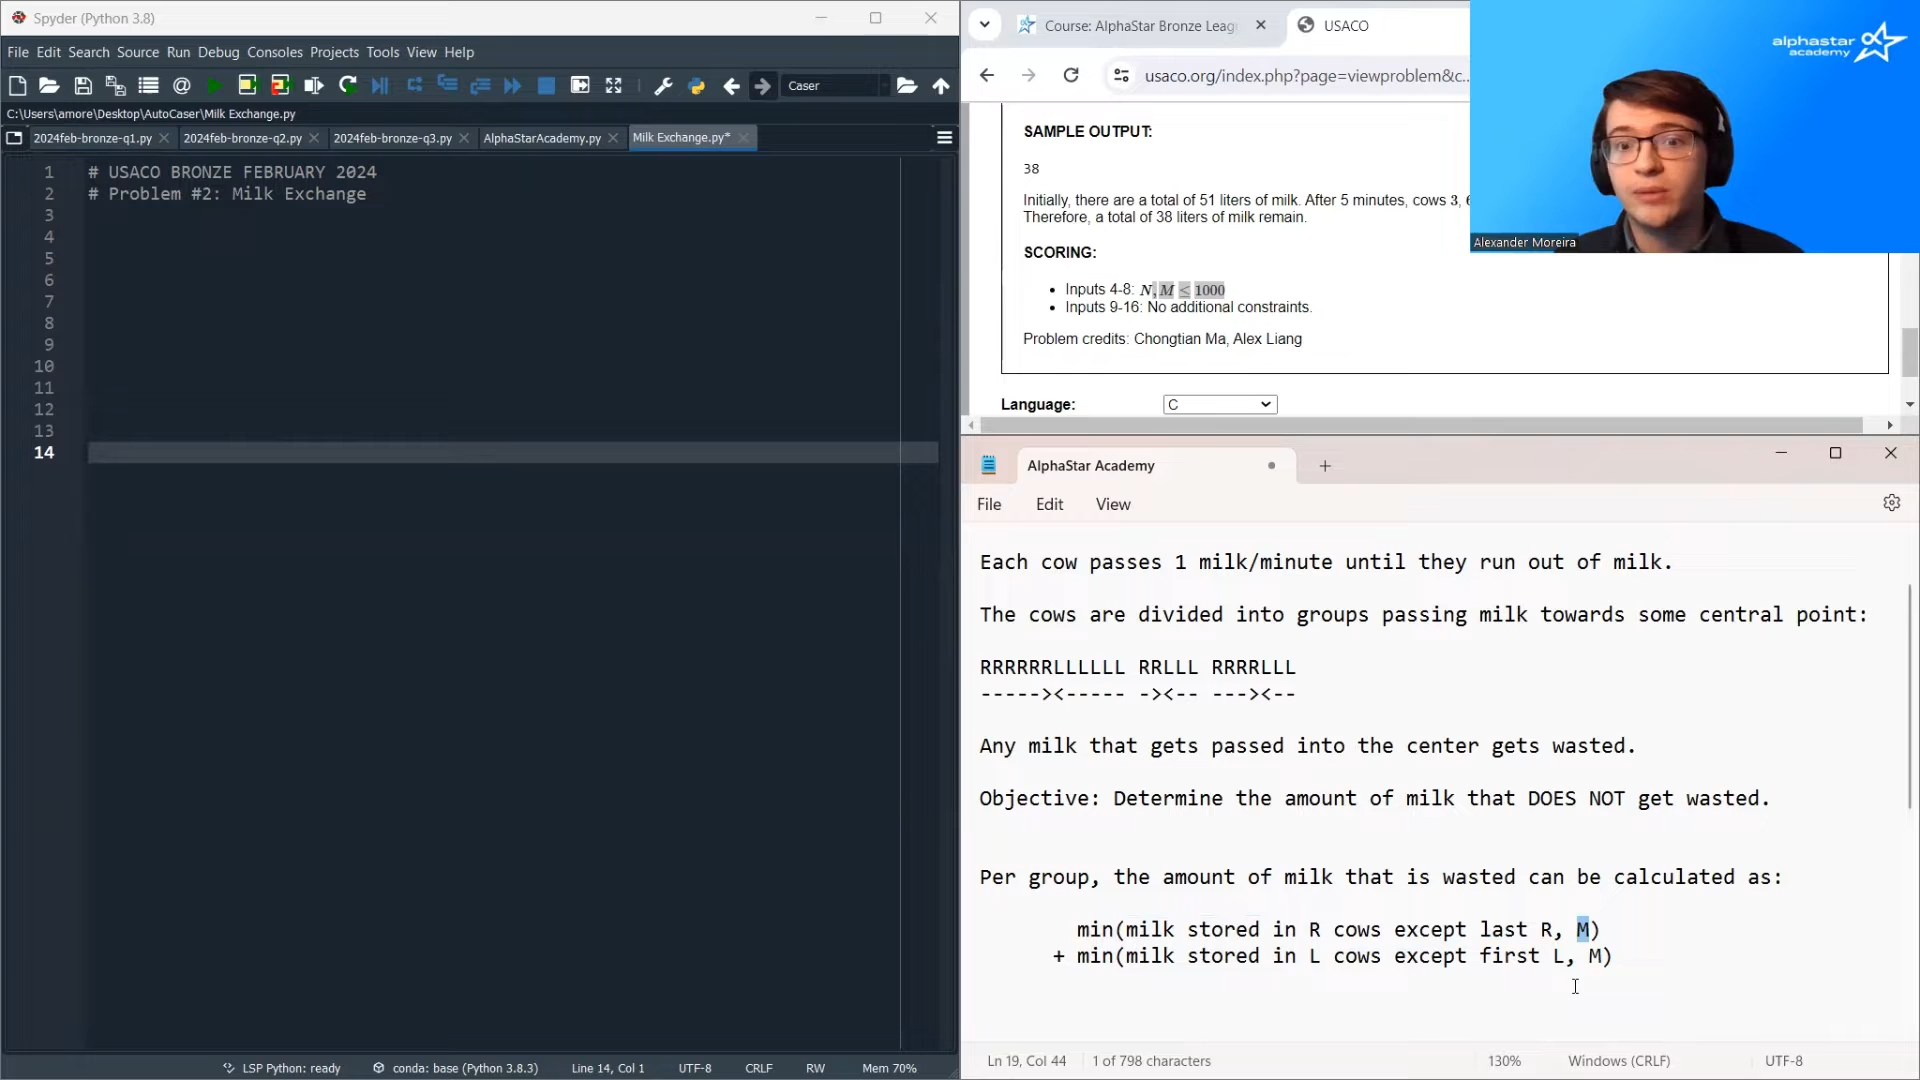 Spyder (Python 3.8)
File Edit Search Source Run Debug Consoles Projects Tools View Help
Caser
C:\Users\amore\Desktop\AutoCaser\Milk Exchange.py
2024feb-bronze-q1.py 2024feb-bronze-q2.py 2024feb-bronze-q3.py AlphaStarAcademy.py Milk Exchange.py*
1 # USACO BRONZE FEBRUARY 2024
2 # Problem #2: Milk Exchange
3
4
5
6
7
8
9
10
11
12
13
14
LSP Python: ready conda: base (Python 3.8.3) Line 14, Col 1 UTF-8 CRLF RW Mem 70%
Course: AlphaStar Bronze Leag USACO
usaco.org/index.php?page=viewproblem&c...
SAMPLE OUTPUT:
38
Initially, there are a total of 51 liters of milk. After 5 minutes, cows 3, 6
Therefore, a total of 38 liters of milk remain.
SCORING:
• Inputs 4-8: N, M ≤ 1000
• Inputs 9-16: No additional constraints.
Problem credits: Chongtian Ma, Alex Liang
Language: C
alphastar
academy
Alexander Moreira
AlphaStar Academy
File Edit View
Each cow passes 1 milk/minute until they run out of milk.
The cows are divided into groups passing milk towards some central point:
RRRRRRLLLLLL RRLLL RRRRLLL
-----><----- -><-- ---><--
Any milk that gets passed into the center gets wasted.
Objective: Determine the amount of milk that DOES NOT get wasted.
Per group, the amount of milk that is wasted can be calculated as:
min(milk stored in R cows except last R, M)
+ min(milk stored in L cows except first L, M)
Ln 19, Col 44 1 of 798 characters 130% Windows (CRLF) UTF-8